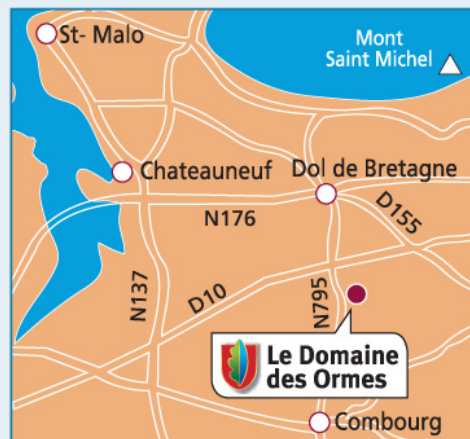 St- Malo
Mont
Saint Michel
Chateauneuf
Dol de Bretagne
N176
D155
N137
D10
N795
Le Domaine
des Ormes
Combourg